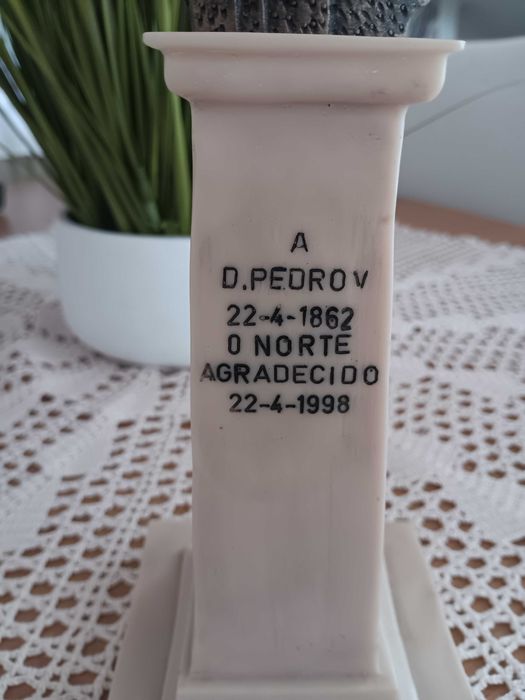 A
D.PEDRO V
22-4-1862
O NORTE
AGRADECIDO
22-4-1998